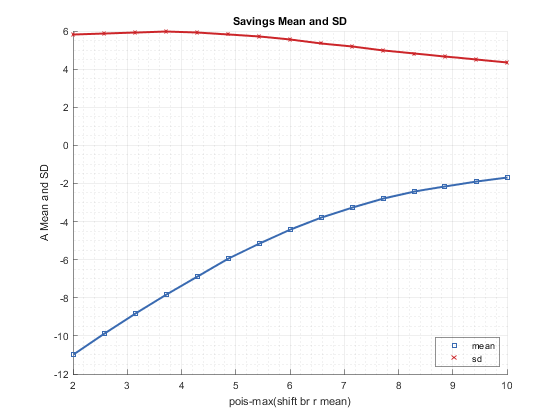 Savings Mean and SD
6
4
2
0
-2
-4
-6
-8
-10
-12
A Mean and SD
2 3 4 5 6 7 8 9 10
pois-max(shift br r mean)
mean
sd